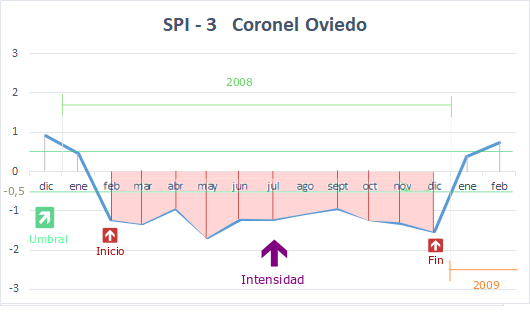 SPI - 3 Coronel Oviedo
3
2008
2
1
0
dic ene feb mar abr may jun jul ago sept oct nov dic ene feb
-0,5
-1
Umbral
Inicio
Fin
-2
Intensidad
2009
-3